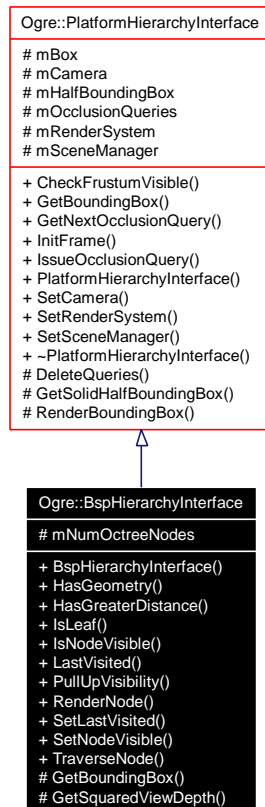 Ogre::PlatformHierarchyInterface
# mBox
# mCamera
# mHalfBoundingBox
# mOcclusionQueries
# mRenderSystem
# mSceneManager
+ CheckFrustumVisible()
+ GetBoundingBox()
+ GetNextOcclusionQuery()
+ InitFrame()
+ IssueOcclusionQuery()
+ PlatformHierarchyInterface()
+ SetCamera()
+ SetRenderSystem()
+ SetSceneManager()
+ ~PlatformHierarchyInterface()
# DeleteQueries()
# GetSolidHalfBoundingBox()
# RenderBoundingBox()
Ogre::BspHierarchyInterface
# mNumOctreeNodes
+ BspHierarchyInterface()
+ HasGeometry()
+ HasGreaterDistance()
+ IsLeaf()
+ IsNodeVisible()
+ LastVisited()
+ PullUpVisibility()
+ RenderNode()
+ SetLastVisited()
+ SetNodeVisible()
+ TraverseNode()
# GetBoundingBox()
# GetSquaredViewDepth()